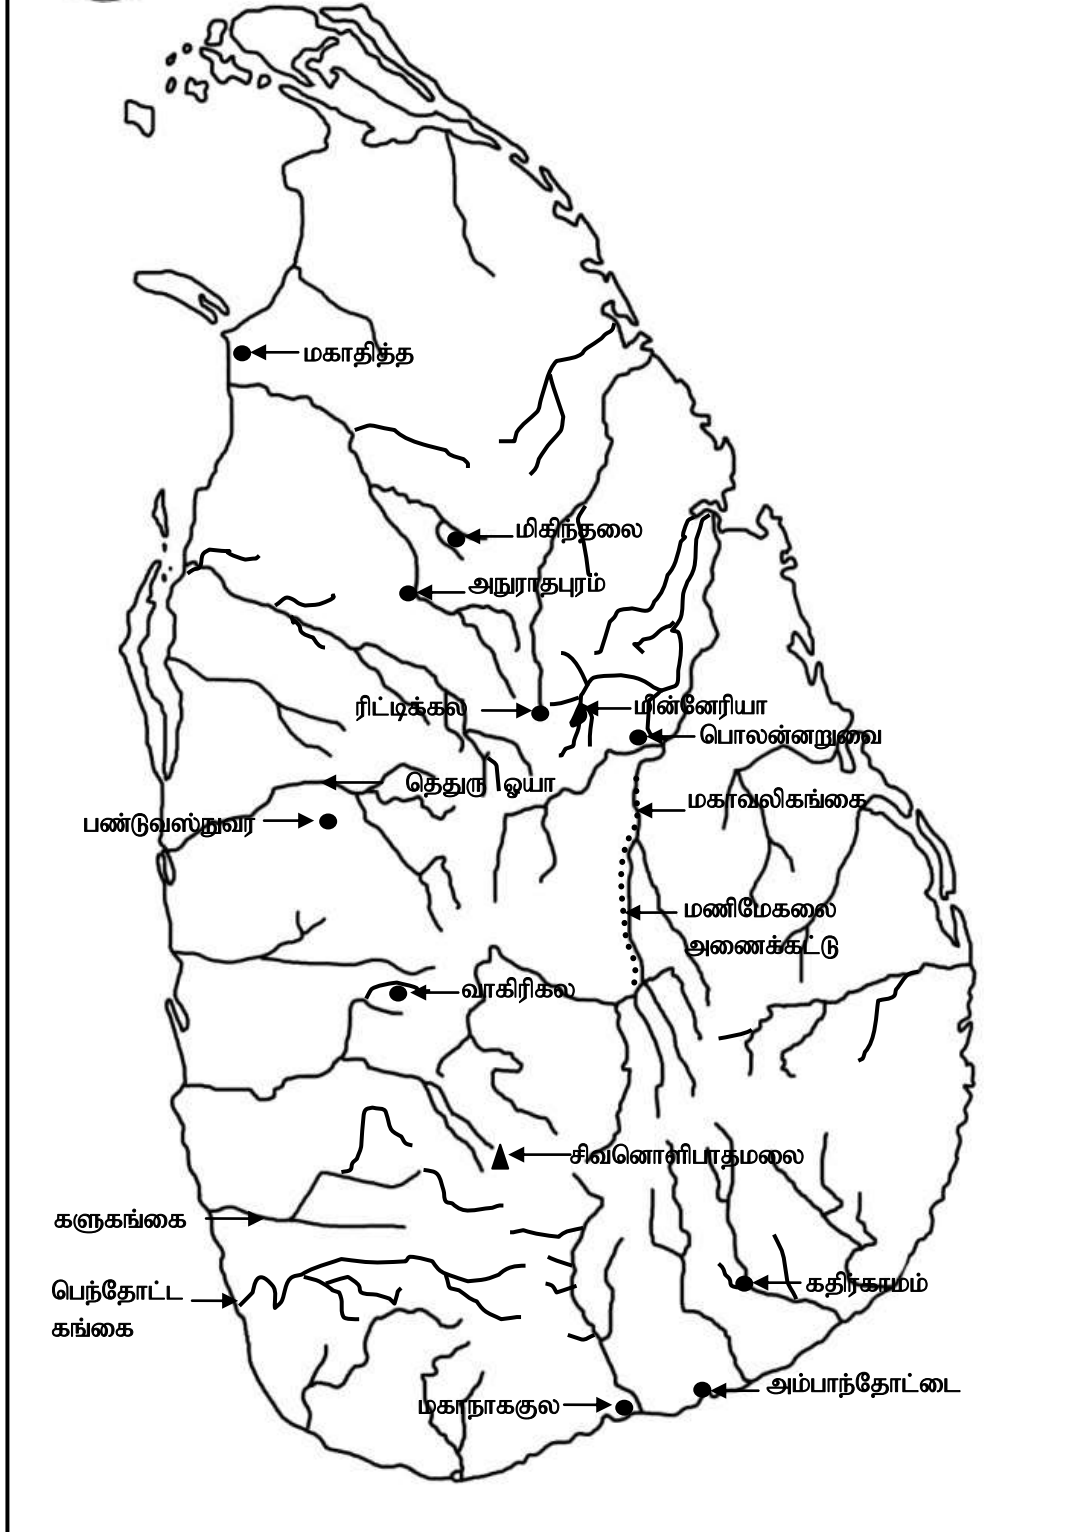 மகாதித்த
மிகிந்தலை
அநுராதபுரம்
ரிட்டிக்கல
மின்னேரியா
பொலன்னறுவை
தெதுரு ஓயா
மகாவலிகங்கை
பண்டுவஸ்நுவர
மணிமேகலை
அணைக்கட்டு
வாகிரிகல
சிவனொளிபாதமலை
களுகங்கை
கதிர்காமம்
பெந்தோட்ட
கங்கை
அம்பாந்தோட்டை
மகாநாககுல